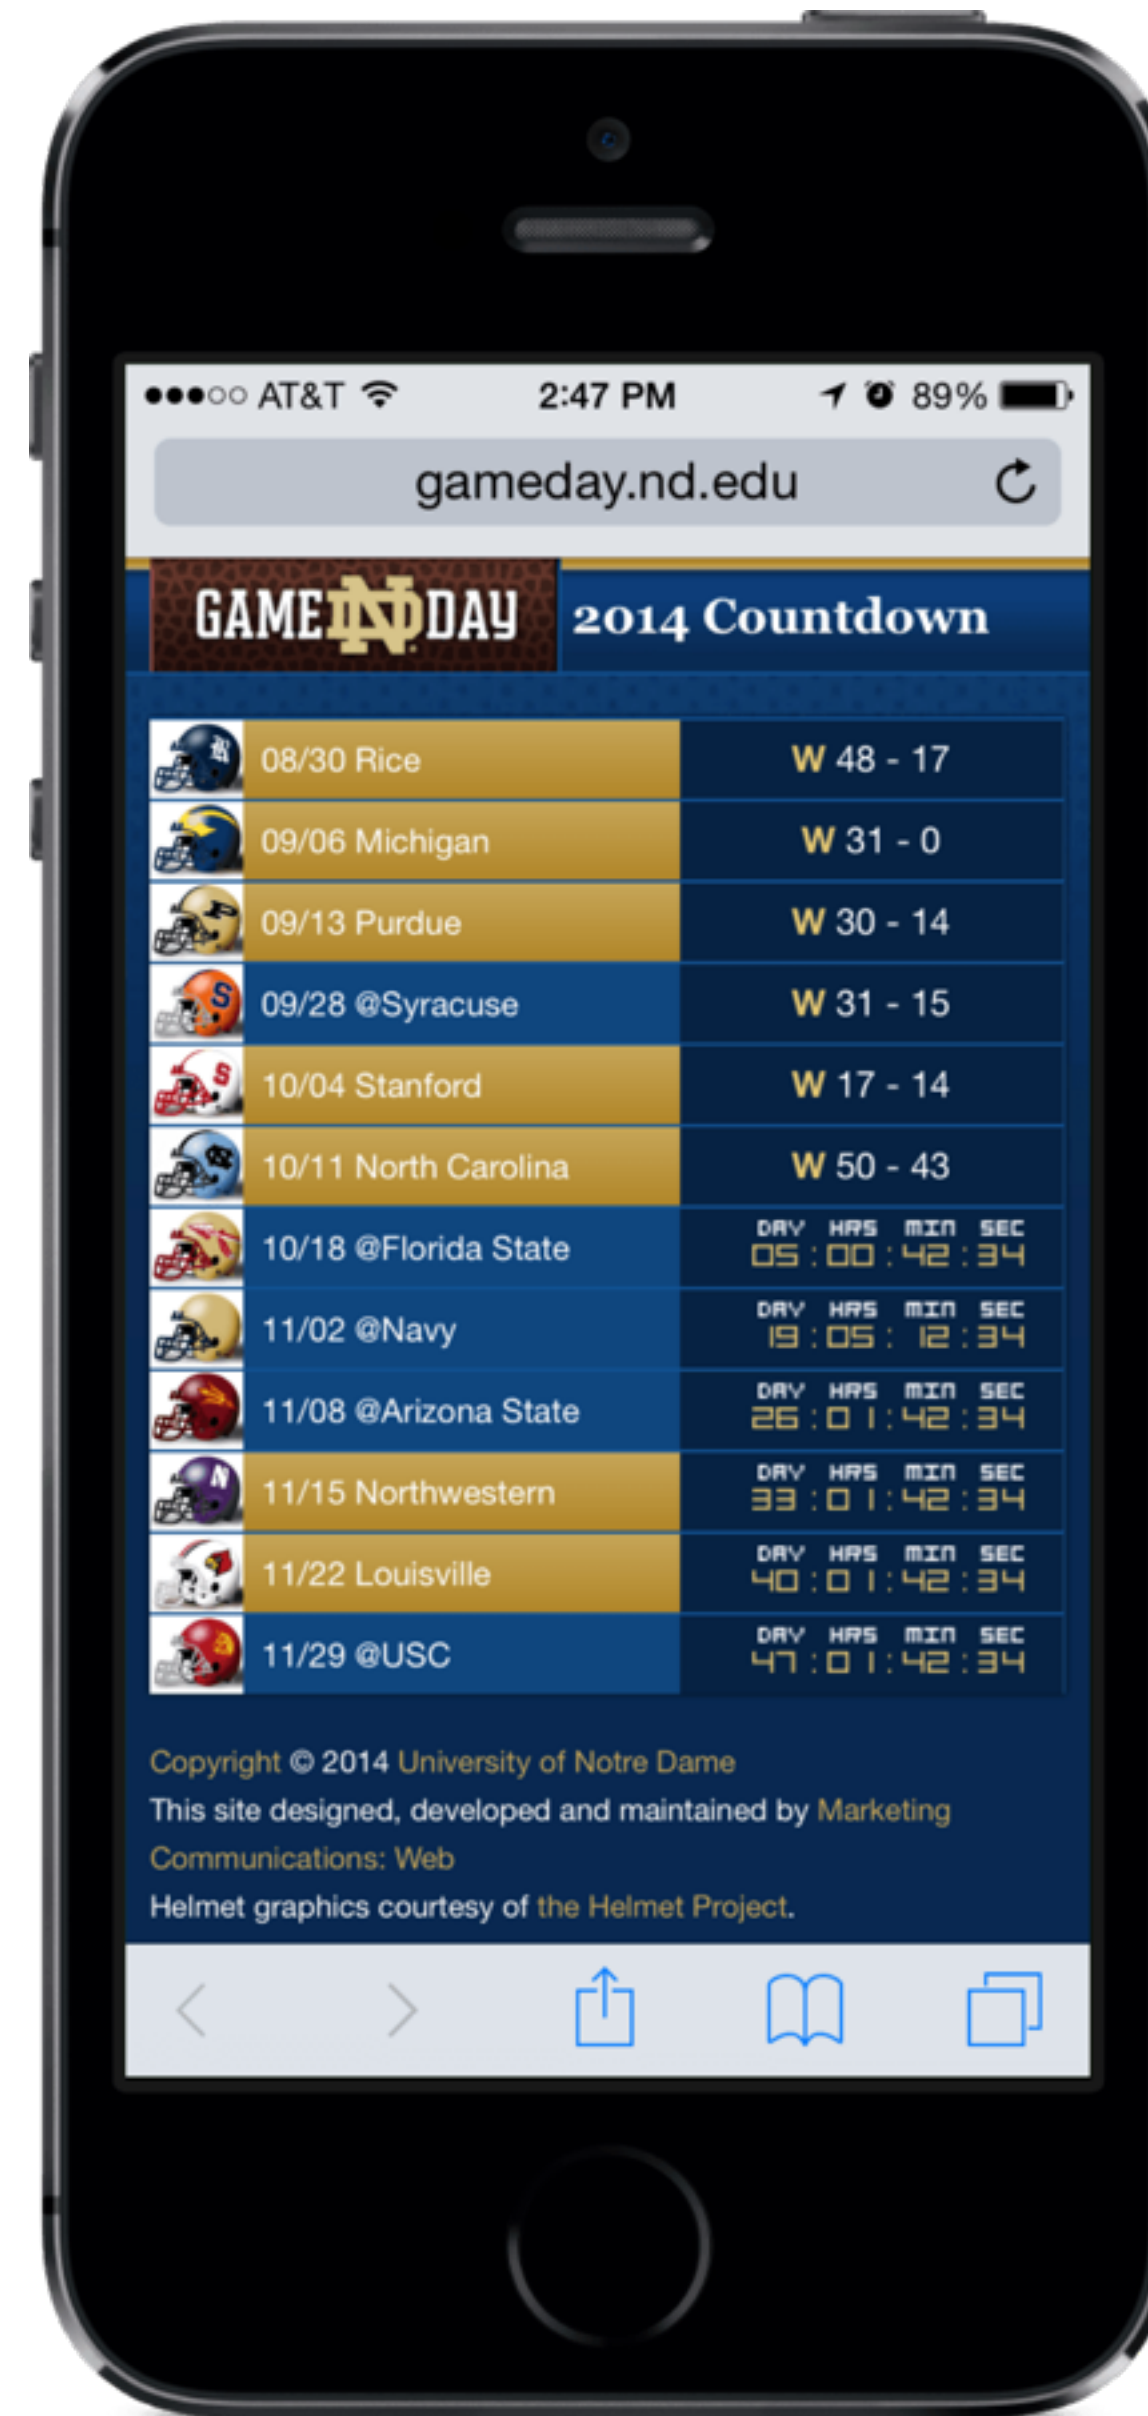 AT&T 2:47 PM 89%
gameday.nd.edu
GAME ND DAY 2014 Countdown
08/30 Rice W 48 - 17
09/06 Michigan W 31 - 0
09/13 Purdue W 30 - 14
09/28 @Syracuse W 31 - 15
10/04 Stanford W 17 - 14
10/11 North Carolina W 50 - 43
DAY HRS MIN SEC
10/18 @Florida State 05:00:42:34
DAY HRS MIN SEC
11/02 @Navy 19:05:12:34
DAY HRS MIN SEC
11/08 @Arizona State 26:01:42:34
DAY HRS MIN SEC
11/15 Northwestern 33:01:42:34
DAY HRS MIN SEC
11/22 Louisville 40:01:42:34
DAY HRS MIN SEC
11/29 @USC 47:01:42:34
Copyright © 2014 University of Notre Dame
This site designed, developed and maintained by Marketing
Communications: Web
Helmet graphics courtesy of the Helmet Project.